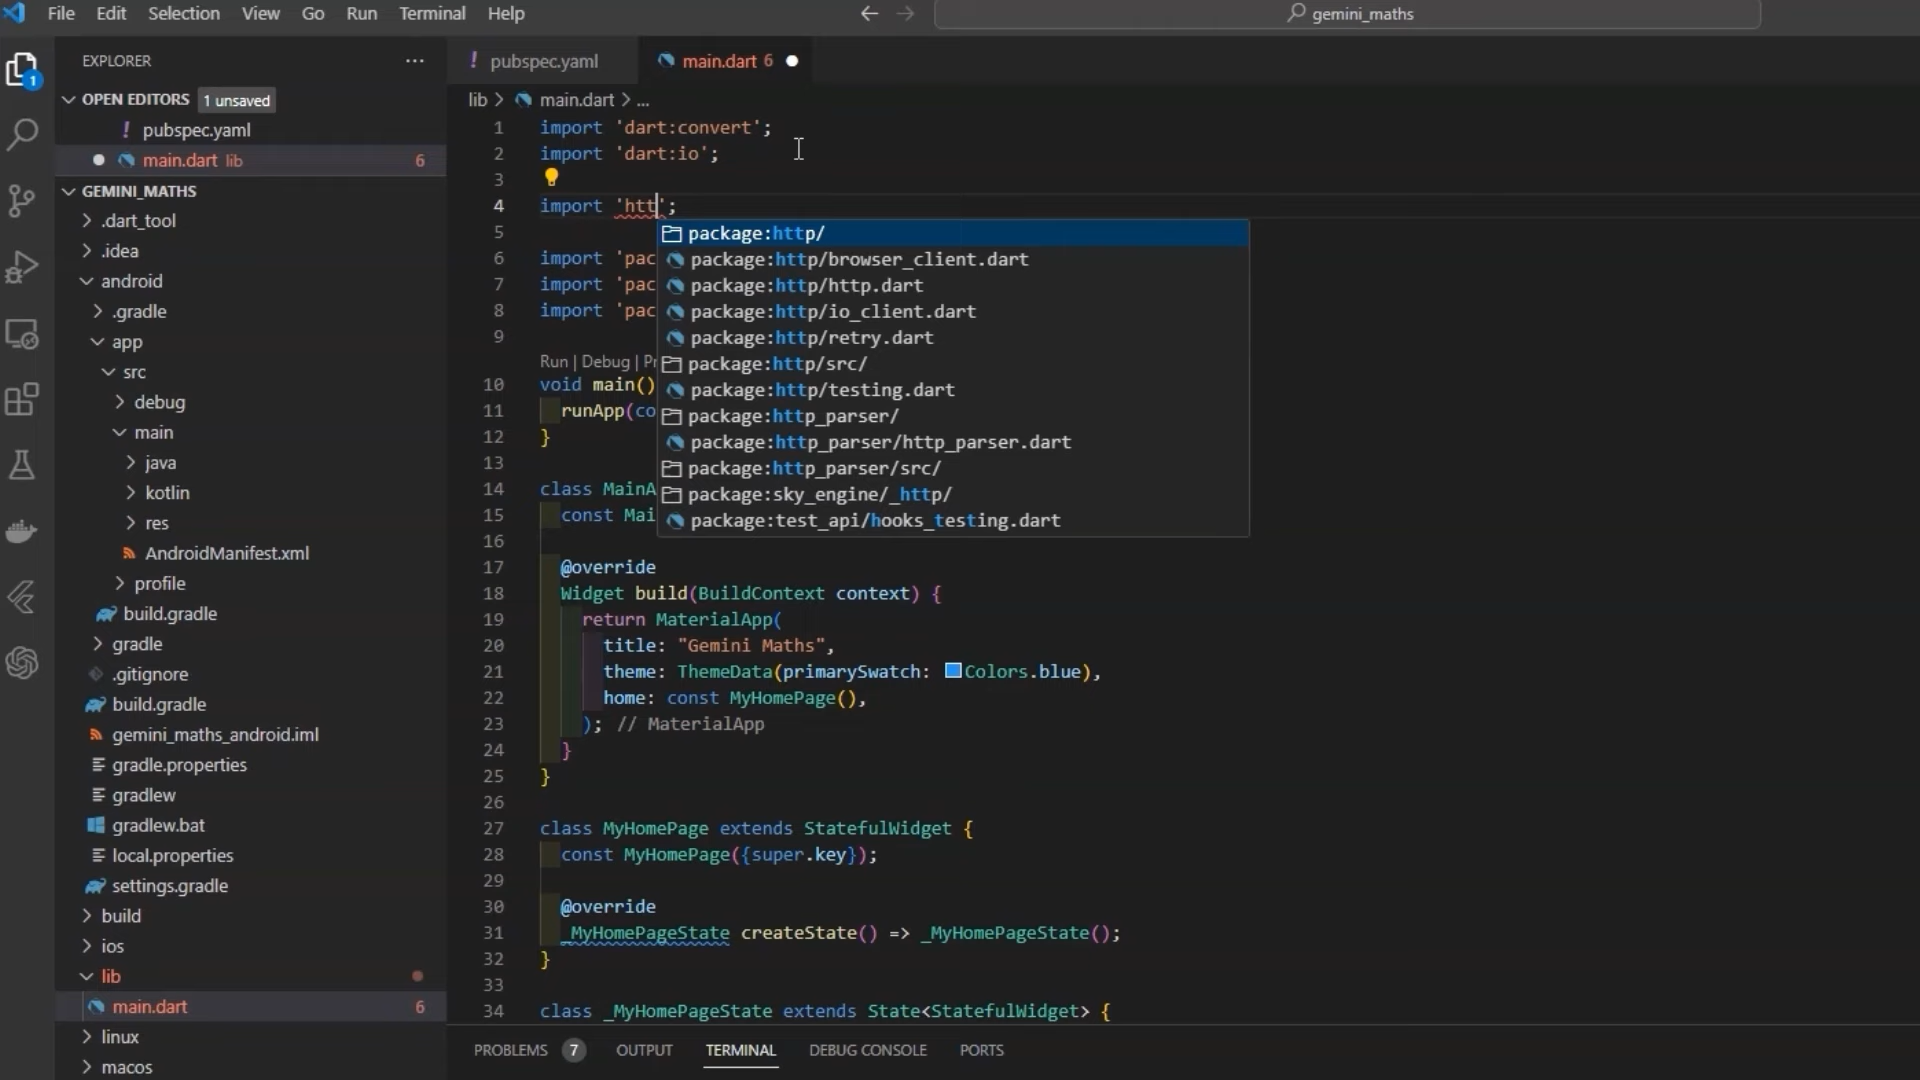 File Edit Selection View Go Run Terminal Help
gemini_maths
EXPLORER
OPEN EDITORS 1 unsaved
pubspec.yaml
main.dart lib 6
GEMINI_MATHS
.dart_tool
.idea
android
.gradle
app
src
debug
main
java
kotlin
res
AndroidManifest.xml
profile
build.gradle
gradle
.gitignore
build.gradle
gemini_maths_android.iml
gradle.properties
gradlew
gradlew.bat
local.properties
settings.gradle
build
ios
lib
main.dart 6
linux
macos
1
! pubspec.yaml
main.dart 6
lib > main.dart > ...
1 import 'dart:convert';
2 import 'dart:io';
3
4 import 'htt';
5
6 import 'pac
7 import 'pac
8 import 'pac
9
Run | Debug | Pr
10 void main()
11 runApp(co
12 }
13
14 class MainA
15 const Mai
16
17 @override
18 Widget build(BuildContext context) {
19 return MaterialApp(
20 title: "Gemini Maths",
21 theme: ThemeData(primarySwatch: Colors.blue),
22 home: const MyHomePage(),
23 ); // MaterialApp
24 }
25 }
26
27 class MyHomePage extends StatefulWidget {
28 const MyHomePage({super.key});
29
30 @override
31 _MyHomePageState createState() => _MyHomePageState();
32 }
33
34 class _MyHomePageState extends State<StatefulWidget> {
package:http/
package:http/browser_client.dart
package:http/http.dart
package:http/io_client.dart
package:http/retry.dart
package:http/src/
package:http/testing.dart
package:http_parser/
package:http_parser/http_parser.dart
package:http_parser/src/
package:sky_engine/_http/
package:test_api/hooks_testing.dart
PROBLEMS 7 OUTPUT TERMINAL DEBUG CONSOLE PORTS